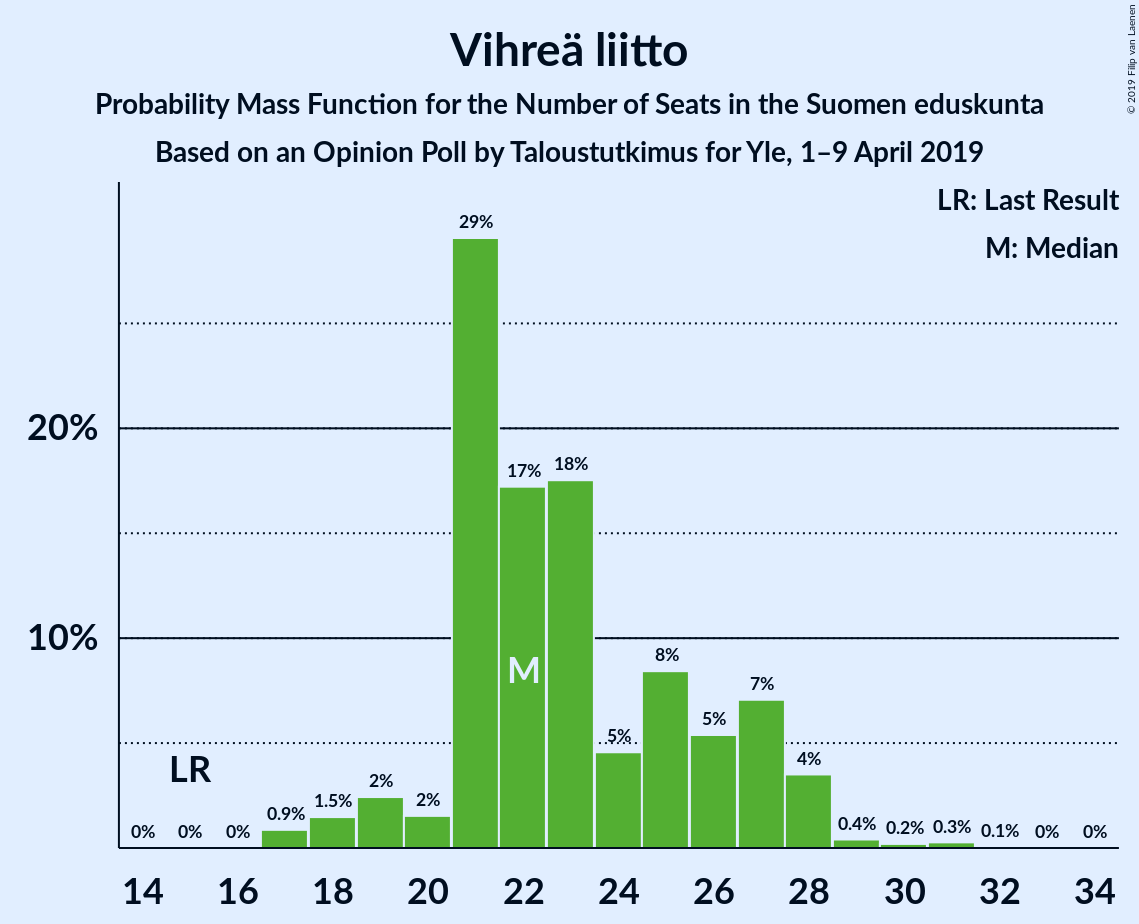 Vihreä liitto
Probability Mass Function for the Number of Seats in the Suomen eduskunta
Based on an Opinion Poll by Taloustutkimus for Yle, 1–9 April 2019
© 2019 Filip van Laenen
LR: Last Result
M: Median
29%
20%
17%
18%
10%
M
8%
7%
5%
5%
4%
LR
2%
2%
1.5%
0.9%
0.4%
0.2%
0.3%
0.1%
0%
0%
0%
0%
0%
14 16 18 20 22 24 26 28 30 32 34